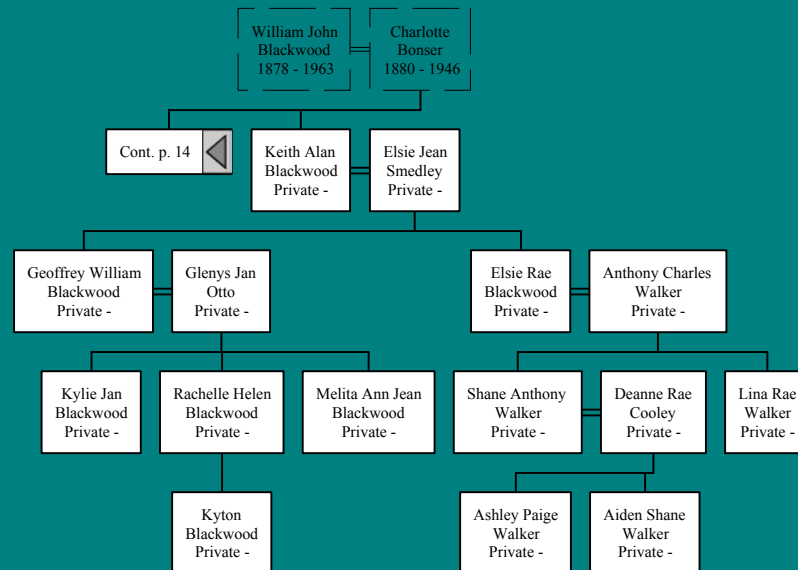 William John
Blackwood
1878 - 1963
Charlotte
Bonser
1880 - 1946
Cont. p. 14
Keith Alan
Blackwood
Private -
Elsie Jean
Smedley
Private -
Geoffrey William
Blackwood
Private -
Glenys Jan
Otto
Private -
Elsie Rae
Blackwood
Private -
Anthony Charles
Walker
Private -
Kylie Jan
Blackwood
Private -
Rachelle Helen
Blackwood
Private -
Melita Ann Jean
Blackwood
Private -
Shane Anthony
Walker
Private -
Deanne Rae
Cooley
Private -
Lina Rae
Walker
Private -
Kyton
Blackwood
Private -
Ashley Paige
Walker
Private -
Aiden Shane
Walker
Private -